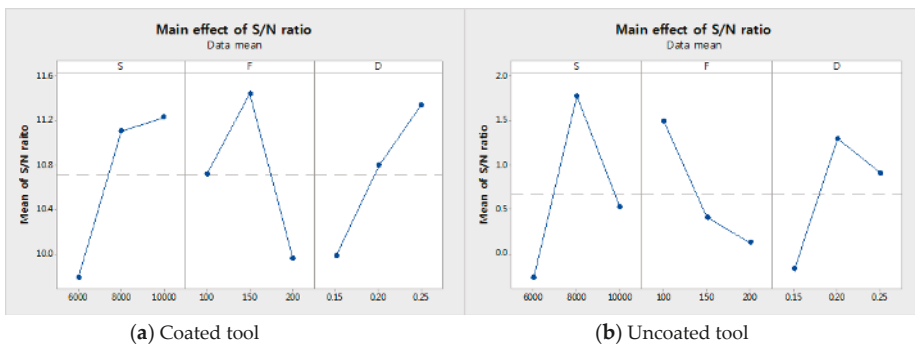 Main effect of S/N ratio
Data mean
S F D
Mean of S/N raito
11.6
11.2
10.8
10.4
10.0
6000 8000 10000 100 150 200 0.15 0.20 0.25
(a) Coated tool
Main effect of S/N ratio
Data mean
S F D
Mean of S/N ratio
2.0
1.5
1.0
0.5
0.0
6000 8000 10000 100 150 200 0.15 0.20 0.25
(b) Uncoated tool